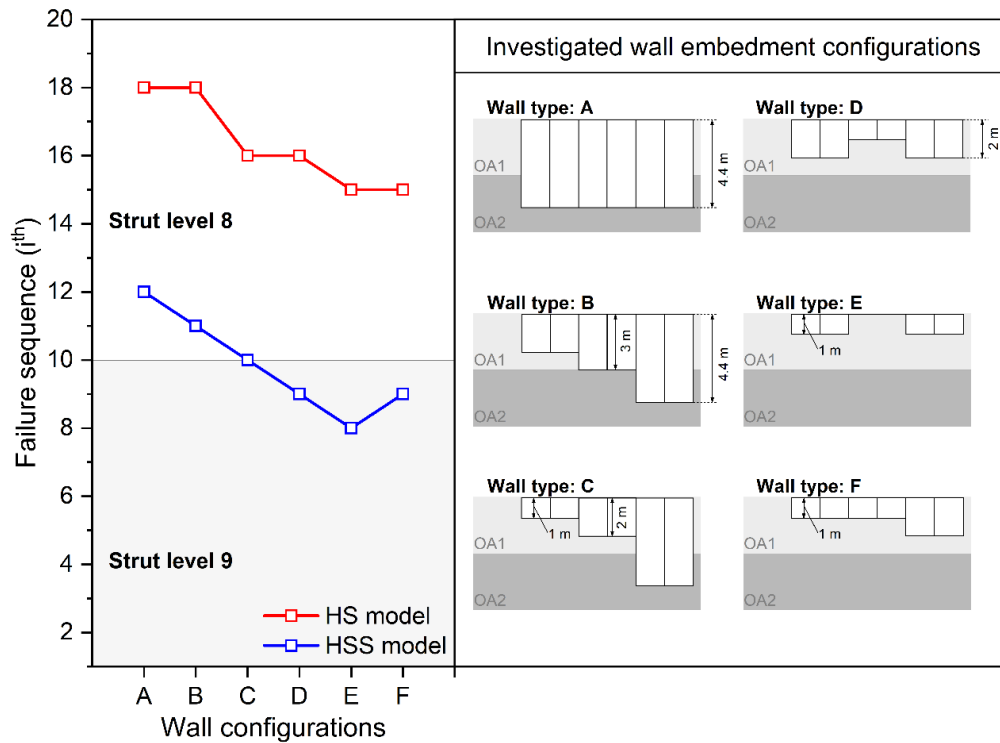 20
18
16
14
12
10
8
6
4
2
Failure sequence (i^th)
Strut level 8
Strut level 9
HS model
HSS model
A B C D E F
Wall configurations
Investigated wall embedment configurations
Wall type: A
OA1
OA2
4.4 m
Wall type: D
OA1
OA2
2 m
Wall type: B
OA1
OA2
3 m
4.4 m
Wall type: E
OA1
OA2
1 m
Wall type: C
OA1
OA2
1 m
2 m
Wall type: F
OA1
OA2
1 m